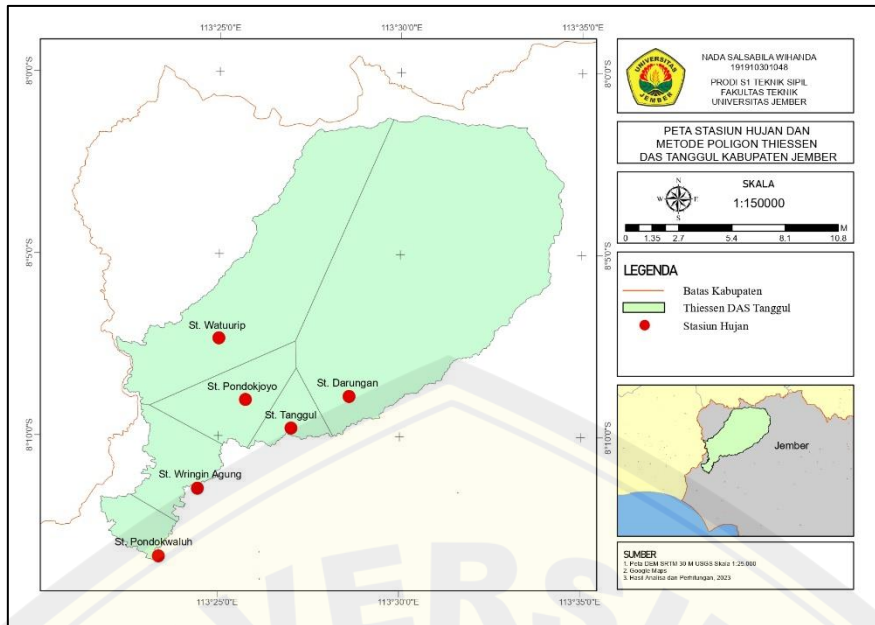 113°25'0"E
113°30'0"E
113°35'0"E
8°0'0"S
8°0'0"S
8°5'0"S
8°5'0"S
8°10'0"S
8°10'0"S
113°25'0"E
113°30'0"E
113°35'0"E
St. Watuurip
St. Pondokjoyo
St. Darungan
St. Tanggul
St. Wringin Agung
St. Pondokwaluh
UNIVERSITAS
JEMBER
NADA SALSABILA WIHANDA
191910301048
PRODI S1 TEKNIK SIPIL
FAKULTAS TEKNIK
UNIVERSITAS JEMBER
PETA STASIUN HUJAN DAN
METODE POLIGON THIESSEN
DAS TANGGUL KABUPATEN JEMBER
N
W E
S
SKALA
1:150000
M
0 1.35 2.7 5.4 8.1 10.8
LEGENDA
Batas Kabupaten
Thiessen DAS Tanggul
Stasiun Hujan
Jember
SUMBER
1. Peta DEM SRTM 30 M USGS Skala 1:25.000
2. Google Maps
3. Hasil Analisa dan Perhitungan, 2023